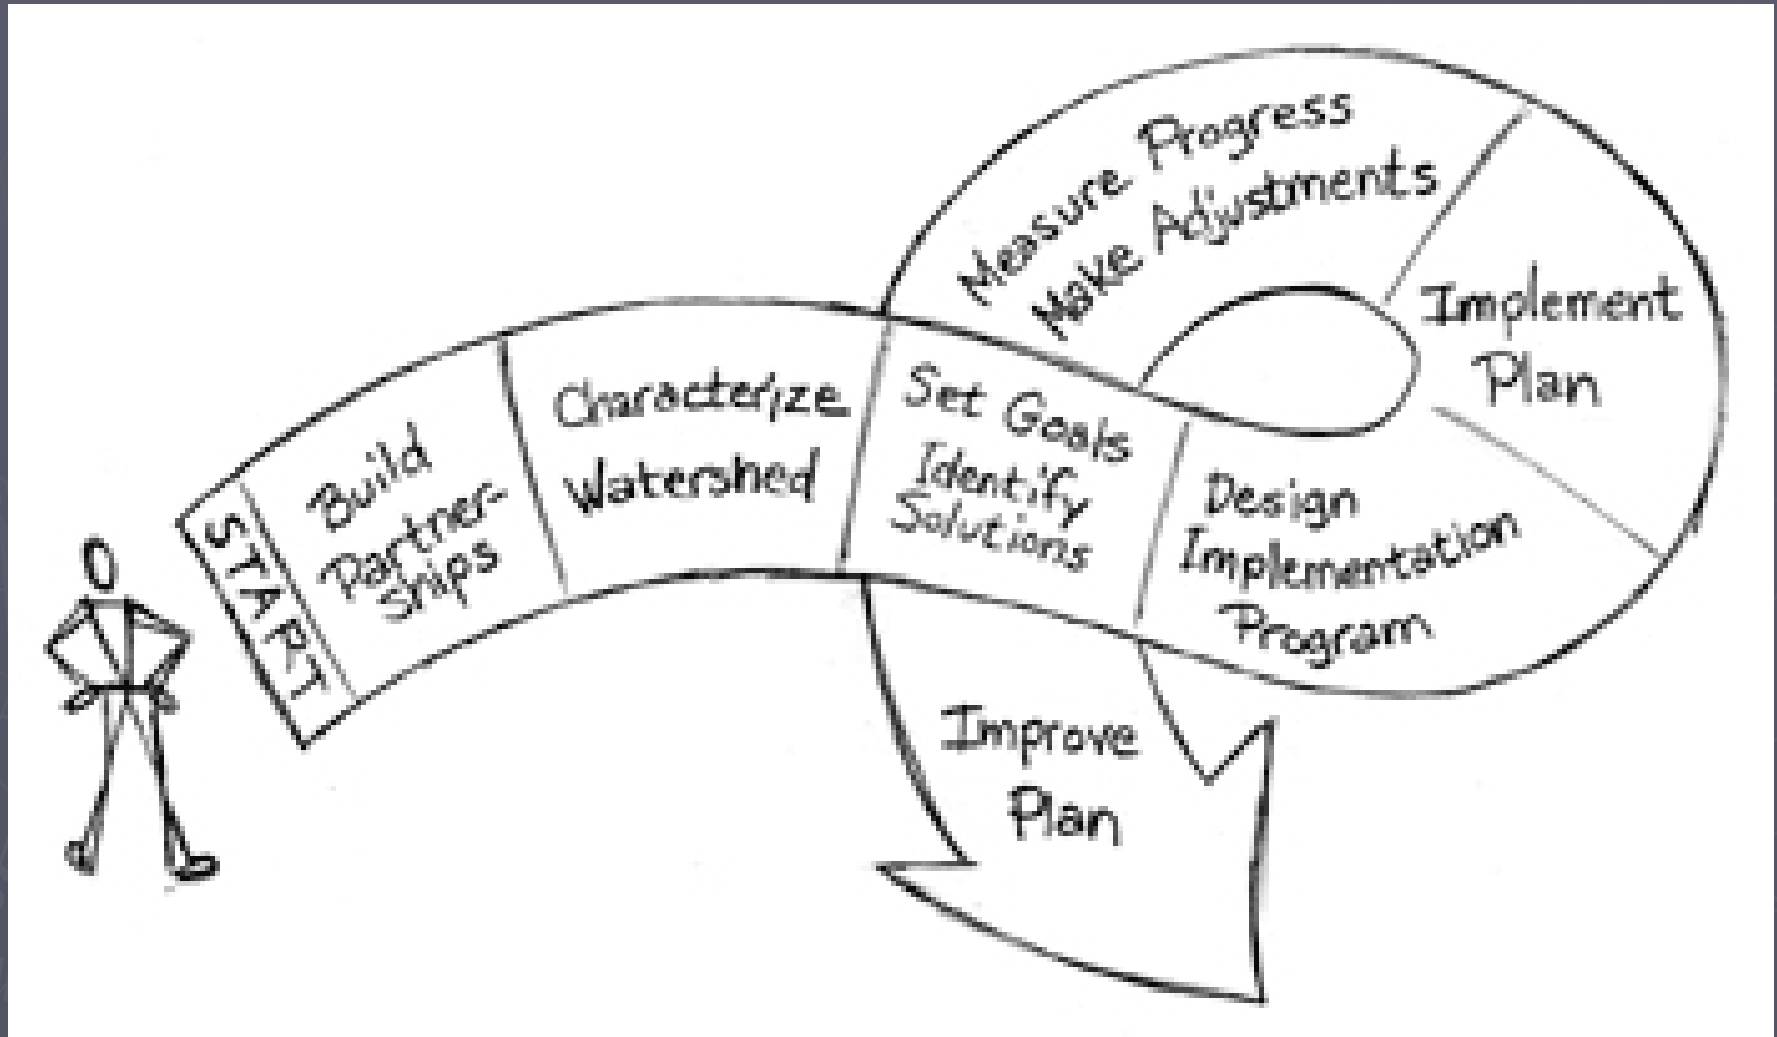 START
Build
Partner-
ships
Characterize
Watershed
Set Goals
Identify
Solutions
Design
Implementation
Program
Implement
Plan
Measure Progress
Make Adjustments
Improve
Plan